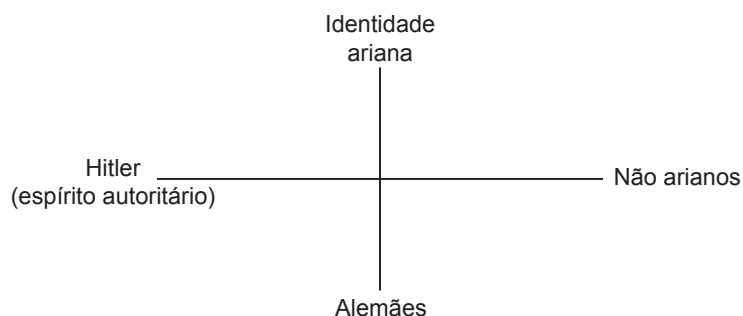 Identidade
ariana
Hitler
(espírito autoritário)
Não arianos
Alemães